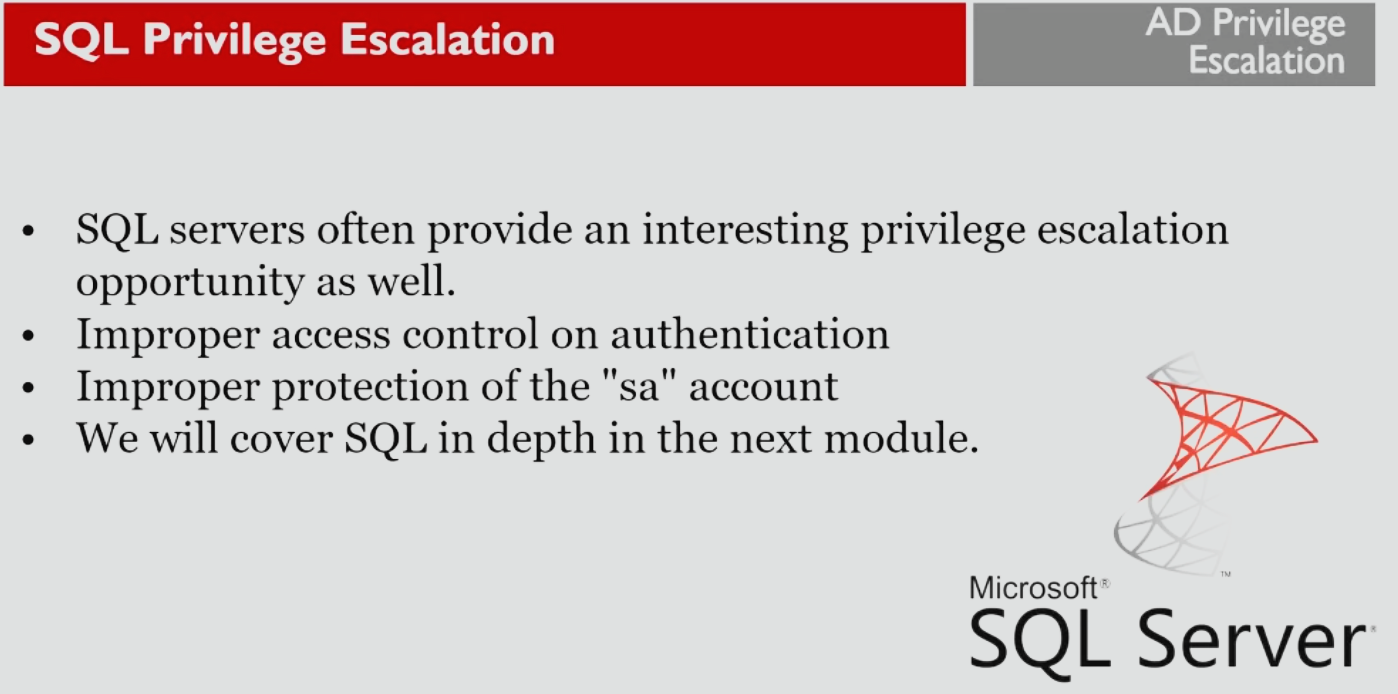 SQL Privilege Escalation
AD Privilege
Escalation
• SQL servers often provide an interesting privilege escalation
opportunity as well.
• Improper access control on authentication
• Improper protection of the "sa" account
• We will cover SQL in depth in the next module.
™
Microsoft®
SQL Server®